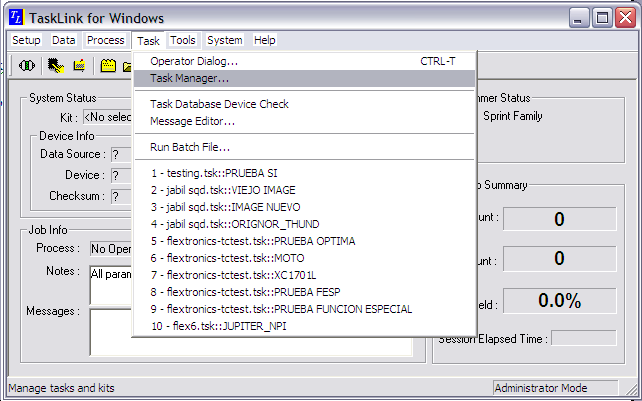 TaskLink for Windows
Setup Data Process Task Tools System Help
Operator Dialog... CTRL-T
Task Manager...
Task Database Device Check
Message Editor...
Run Batch File...
1 - testing.tsk::PRUEBA SI
2 - jabil sqd.tsk::VIEJO IMAGE
3 - jabil sqd.tsk::IMAGE NUEVO
4 - jabil sqd.tsk::ORIGNOR_THUND
5 - flextronics-tctest.tsk::PRUEBA OPTIMA
6 - flextronics-tctest.tsk::MOTO
7 - flextronics-tctest.tsk::XC1701L
8 - flextronics-tctest.tsk::PRUEBA FESP
9 - flextronics-tctest.tsk::PRUEBA FUNCION ESPECIAL
10 - flex6.tsk::JUPITER_NPI
System Status
Kit : <No selec
Device Info
Data Source : ?
Device : ?
Checksum : ?
Job Info
Process : No Oper
Notes : All param
Messages :
mmer Status
Sprint Family
Summary
unt : 0
unt : 0
eld : 0.0%
Session Elapsed Time :
Manage tasks and kits
Administrator Mode